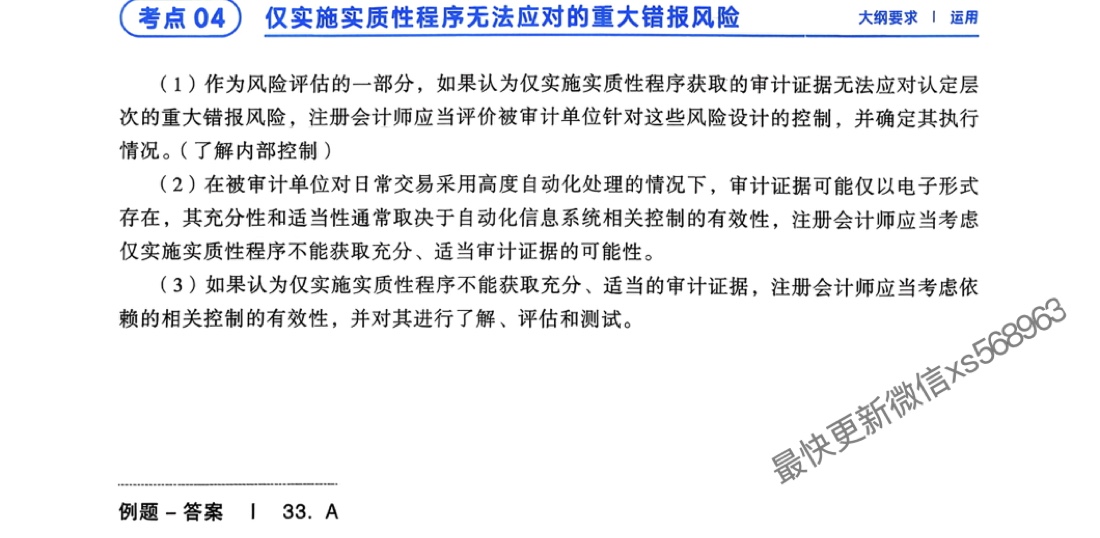 考点 04 仅实施实质性程序无法应对的重大错报风险 大纲要求 | 运用
（1）作为风险评估的一部分，如果认为仅实施实质性程序获取的审计证据无法应对认定层
次的重大错报风险，注册会计师应当评价被审计单位针对这些风险设计的控制，并确定其执行
情况。（了解内部控制）
（2）在被审计单位对日常交易采用高度自动化处理的情况下，审计证据可能仅以电子形式
存在，其充分性和适当性通常取决于自动化信息系统相关控制的有效性，注册会计师应当考虑
仅实施实质性程序不能获取充分、适当审计证据的可能性。
（3）如果认为仅实施实质性程序不能获取充分、适当的审计证据，注册会计师应当考虑依
赖的相关控制的有效性，并对其进行了解、评估和测试。
最快更新微信xs568963
例题 – 答案 | 33. A